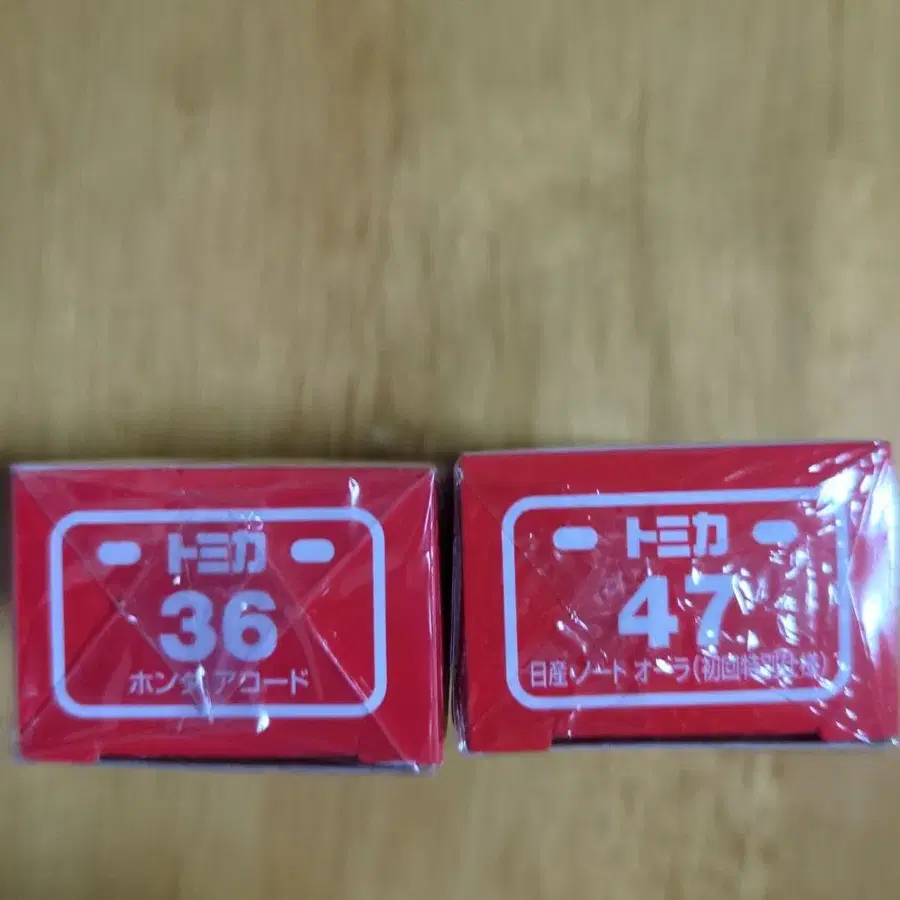 トミカ
36
ホンダ アコード
トミカ
47
日産 ノート オーラ(初回特別仕様)